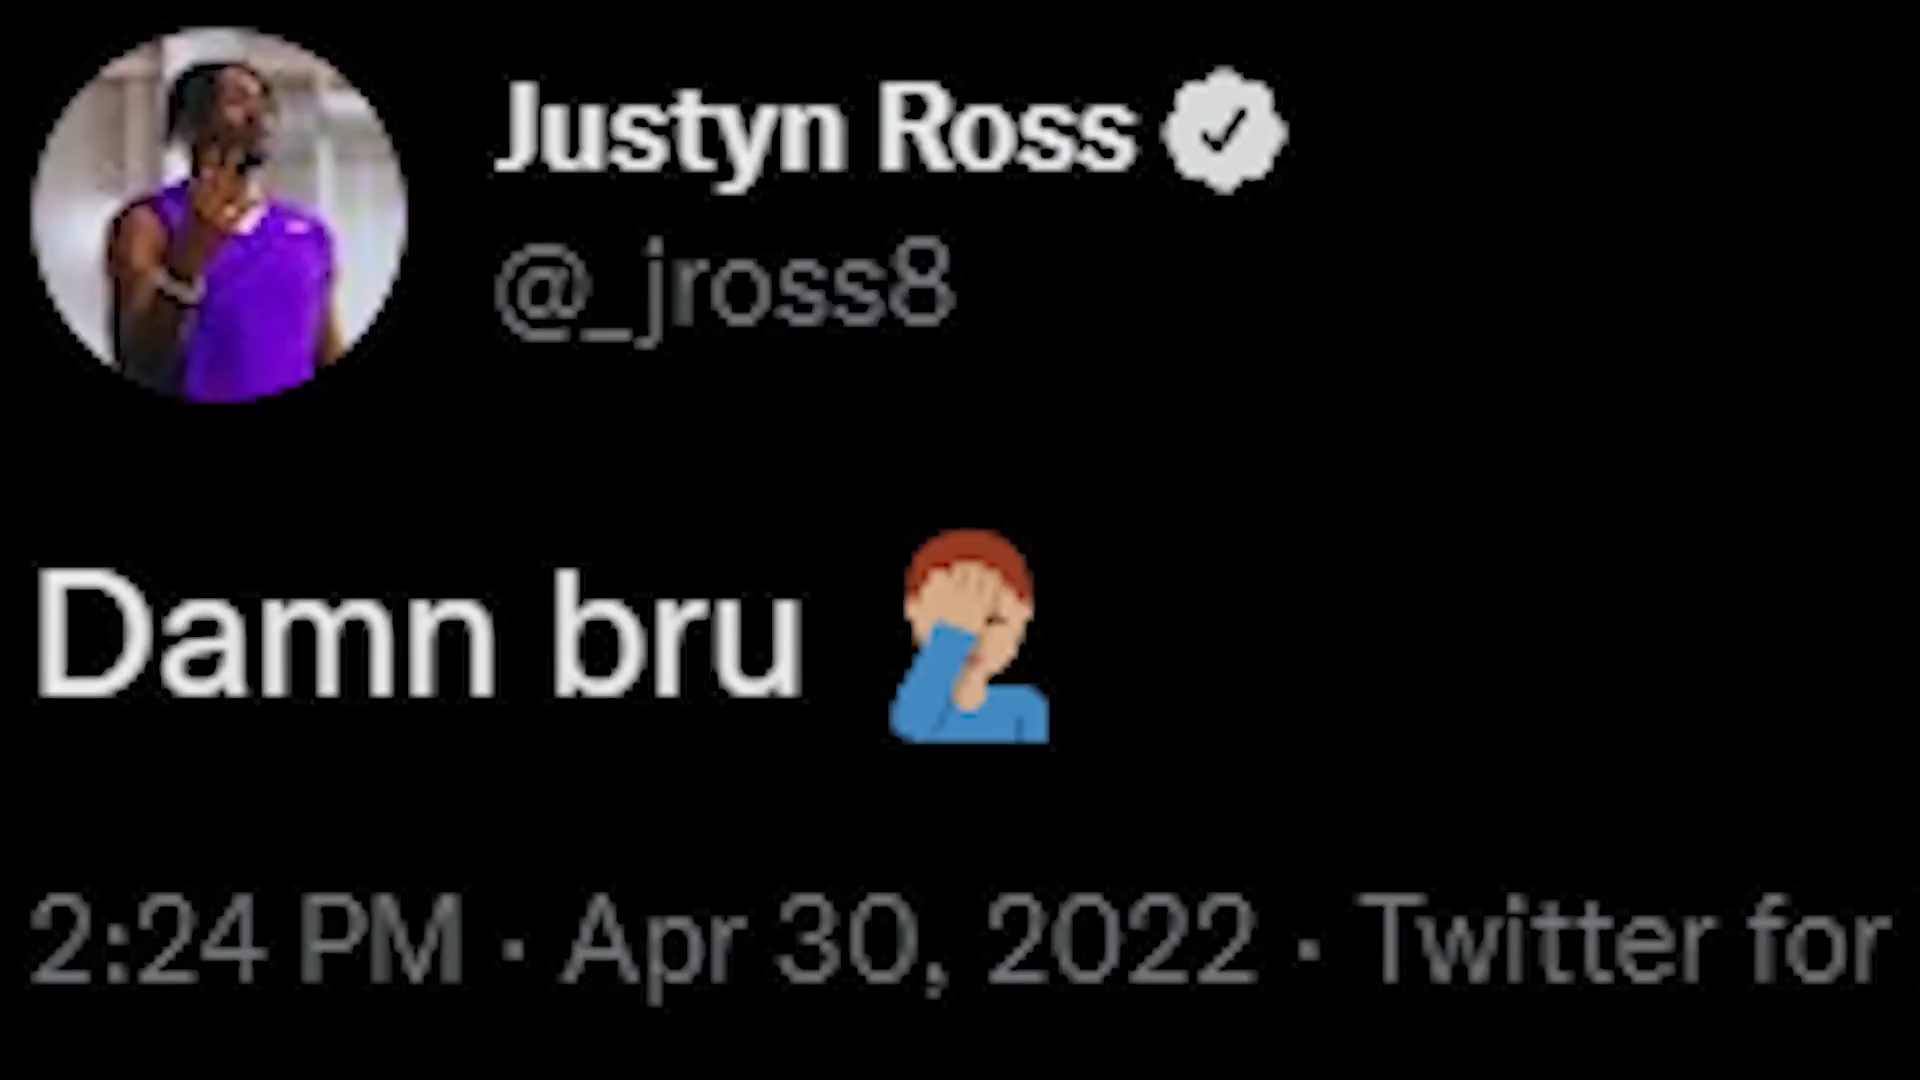 Justyn Ross
@_jross8
Damn bru 🤦🏼‍♂️
2:24 PM · Apr 30, 2022 · Twitter for